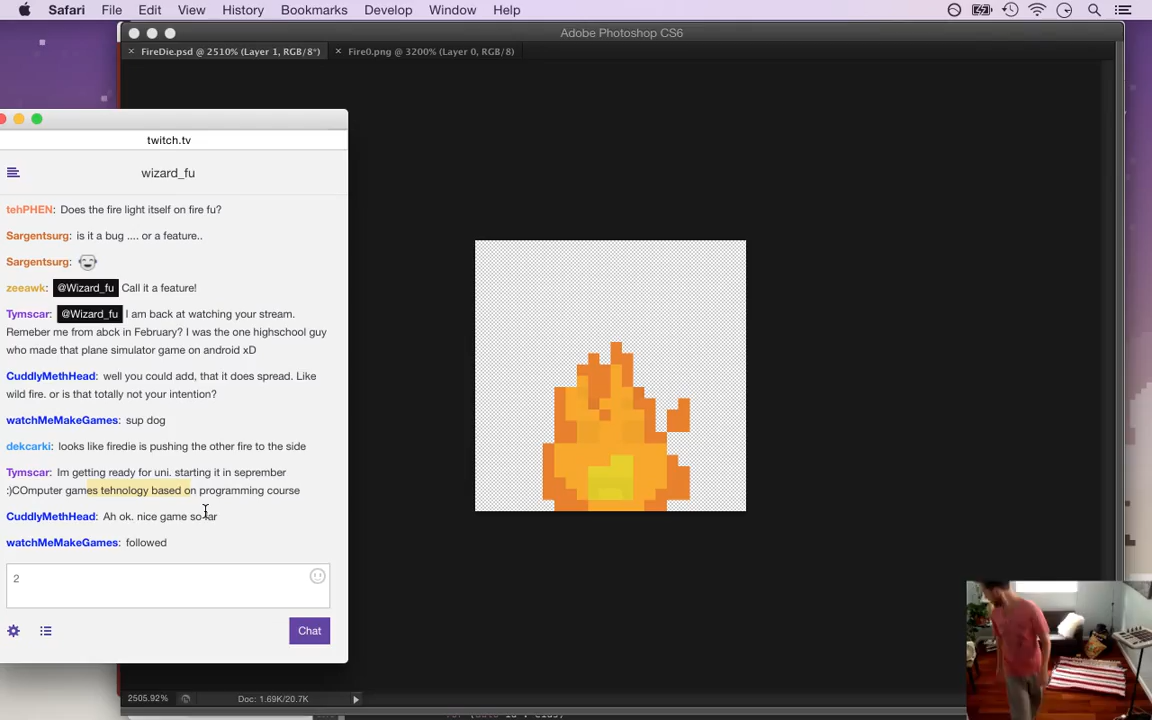 Safari File Edit View History Bookmarks Develop Window Help
Adobe Photoshop CS6
FireDie.psd @ 2510% (Layer 1, RGB/8*) Fire0.png @ 3200% (Layer 0, RGB/8)
twitch.tv
wizard_fu
tehPHEN: Does the fire light itself on fire fu?
Sargentsurg: is it a bug .... or a feature..
Sargentsurg:
zeeawk: @Wizard_fu Call it a feature!
Tymscar: @Wizard_fu I am back at watching your stream.
Remeber me from abck in February? I was the one highschool guy
who made that plane simulator game on android xD
CuddlyMethHead: well you could add, that it does spread. Like
wild fire. or is that totally not your intention?
watchMeMakeGames: sup dog
dekcarki: looks like firedie is pushing the other fire to the side
Tymscar: Im getting ready for uni. starting it in seprember
:)COmputer games tehnology based on programming course
CuddlyMethHead: Ah ok. nice game so far
watchMeMakeGames: followed
2
Chat
2505.92% Doc: 1.69K/20.7K